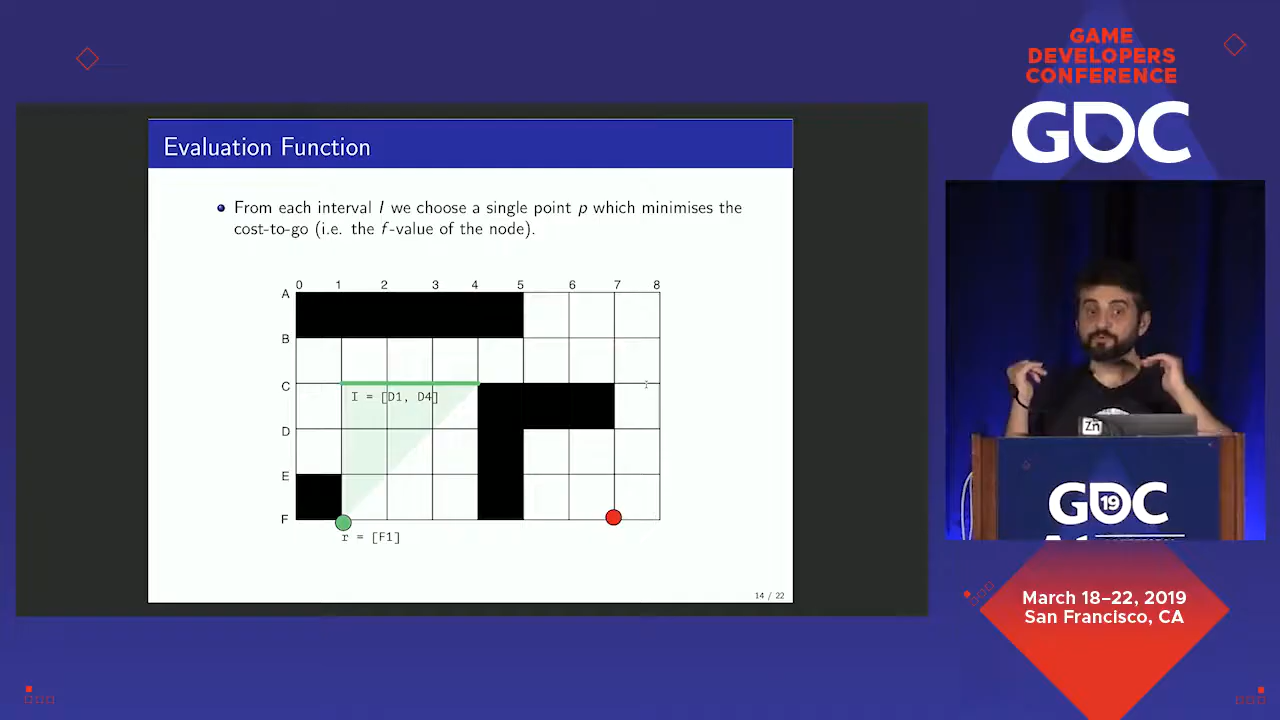 GAME
DEVELOPERS
CONFERENCE
GDC
Evaluation Function
From each interval I we choose a single point p which minimises the
cost-to-go (i.e. the f-value of the node).
0 1 2 3 4 5 6 7 8
A
B
C
I = [D1, D4]
D
E
F
r = [F1]
14 / 22
Zn
GDC
19
March 18–22, 2019
San Francisco, CA